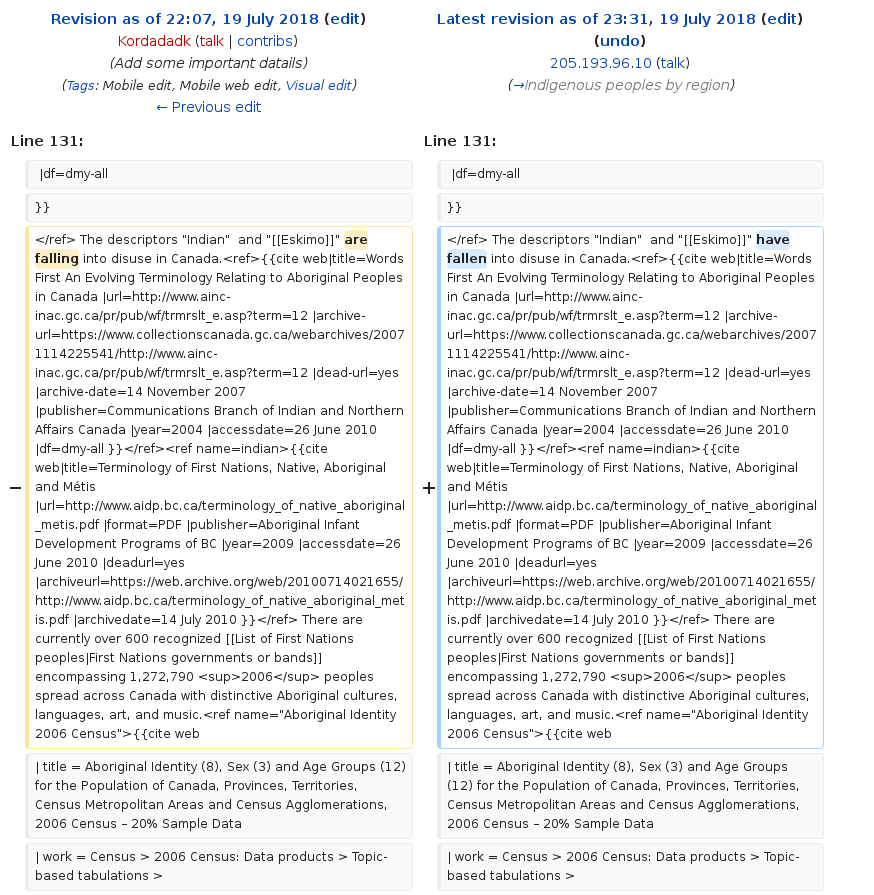 Revision as of 22:07, 19 July 2018 (edit)
Kordadadk (talk | contribs)
(Add some important datails)
(Tags: Mobile edit, Mobile web edit, Visual edit)
← Previous edit
Latest revision as of 23:31, 19 July 2018 (edit)
(undo)
205.193.96.10 (talk)
(→Indigenous peoples by region)
Line 131:
Line 131:
|df=dmy-all
|df=dmy-all
}}
}}
−
</ref> The descriptors "Indian"  and "[[Eskimo]]" are
falling into disuse in Canada.<ref>{{cite web|title=Words
First An Evolving Terminology Relating to Aboriginal Peoples
in Canada |url=http://www.ainc-
inac.gc.ca/pr/pub/wf/trmrslt_e.asp?term=12 |archive-
url=https://www.collectionscanada.gc.ca/webarchives/2007
1114225541/http://www.ainc-
inac.gc.ca/pr/pub/wf/trmrslt_e.asp?term=12 |dead-url=yes
|archive-date=14 November 2007
|publisher=Communications Branch of Indian and Northern
Affairs Canada |year=2004 |accessdate=26 June 2010
|df=dmy-all }}</ref><ref name=indian>{{cite
web|title=Terminology of First Nations, Native, Aboriginal
and Métis
|url=http://www.aidp.bc.ca/terminology_of_native_aboriginal
_metis.pdf |format=PDF |publisher=Aboriginal Infant
Development Programs of BC |year=2009 |accessdate=26
June 2010 |deadurl=yes
|archiveurl=https://web.archive.org/web/20100714021655/
http://www.aidp.bc.ca/terminology_of_native_aboriginal_met
is.pdf |archivedate=14 July 2010 }}</ref> There are
currently over 600 recognized [[List of First Nations
peoples|First Nations governments or bands]]
encompassing 1,272,790 <sup>2006</sup> peoples
spread across Canada with distinctive Aboriginal cultures,
languages, art, and music.<ref name="Aboriginal Identity
2006 Census">{{cite web
+
</ref> The descriptors "Indian"  and "[[Eskimo]]" have
fallen into disuse in Canada.<ref>{{cite web|title=Words
First An Evolving Terminology Relating to Aboriginal Peoples
in Canada |url=http://www.ainc-
inac.gc.ca/pr/pub/wf/trmrslt_e.asp?term=12 |archive-
url=https://www.collectionscanada.gc.ca/webarchives/2007
1114225541/http://www.ainc-
inac.gc.ca/pr/pub/wf/trmrslt_e.asp?term=12 |dead-url=yes
|archive-date=14 November 2007
|publisher=Communications Branch of Indian and Northern
Affairs Canada |year=2004 |accessdate=26 June 2010
|df=dmy-all }}</ref><ref name=indian>{{cite
web|title=Terminology of First Nations, Native, Aboriginal
and Métis
|url=http://www.aidp.bc.ca/terminology_of_native_aboriginal
_metis.pdf |format=PDF |publisher=Aboriginal Infant
Development Programs of BC |year=2009 |accessdate=26
June 2010 |deadurl=yes
|archiveurl=https://web.archive.org/web/20100714021655/
http://www.aidp.bc.ca/terminology_of_native_aboriginal_met
is.pdf |archivedate=14 July 2010 }}</ref> There are
currently over 600 recognized [[List of First Nations
peoples|First Nations governments or bands]]
encompassing 1,272,790 <sup>2006</sup> peoples
spread across Canada with distinctive Aboriginal cultures,
languages, art, and music.<ref name="Aboriginal Identity
2006 Census">{{cite web
| title = Aboriginal Identity (8), Sex (3) and Age Groups (12)
for the Population of Canada, Provinces, Territories,
Census Metropolitan Areas and Census Agglomerations,
2006 Census – 20% Sample Data
| title = Aboriginal Identity (8), Sex (3) and Age Groups
(12) for the Population of Canada, Provinces, Territories,
Census Metropolitan Areas and Census Agglomerations,
2006 Census – 20% Sample Data
| work = Census > 2006 Census: Data products > Topic-
based tabulations >
| work = Census > 2006 Census: Data products > Topic-
based tabulations >